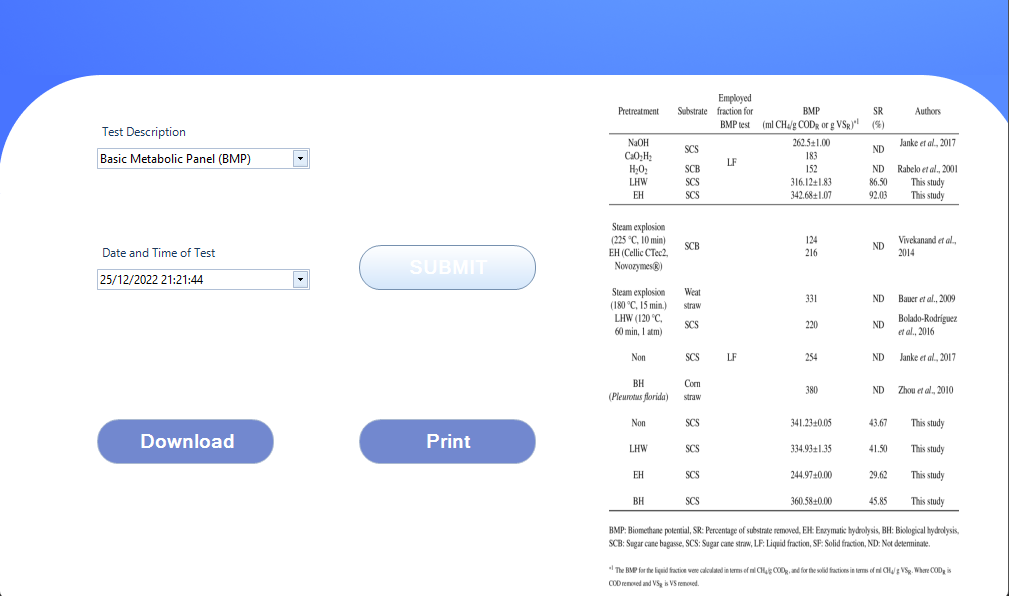 Test Description
Basic Metabolic Panel (BMP)
Date and Time of Test
25/12/2022 21:21:44
SUBMIT
Download
Print
Employed
Pretreatment Substrate fraction for BMP SR Authors
BMP test (ml CH₄/g COD_R or g VS_R)*¹ (%)
NaOH SCS LF 262.5±1.00 ND Janke et al., 2017
CaO₂H₂ 183
H₂O₂ SCB 152 ND Rabelo et al., 2001
LHW SCS 316.12±1.83 86.50 This study
EH SCS 342.68±1.07 92.03 This study
Steam explosion
(225 °C, 10 min) SCB 124 ND Vivekanand et al.,
EH (Cellic CTec2, 216 2014
Novozymes®)
Steam explosion Weat
(180 °C, 15 min.) straw 331 ND Bauer et al., 2009
LHW (120 °C, SCS 220 ND Bolado-Rodríguez
60 min, 1 atm) et al., 2016
Non SCS LF 254 ND Janke et al., 2017
BH Corn 380 ND Zhou et al., 2010
(Pleurotus florida) straw
Non SCS 341.23±0.05 43.67 This study
LHW SCS 334.93±1.35 41.50 This study
EH SCS 244.97±0.00 29.62 This study
BH SCS 360.58±0.00 45.85 This study
BMP: Biomethane potential, SR: Percentage of substrate removed, EH: Enzymatic hydrolysis, BH: Biological hydrolysis,
SCB: Sugar cane bagasse, SCS: Sugar cane straw, LF: Liquid fraction, SF: Solid fraction, ND: Not determinate.
*¹ The BMP for the liquid fraction were calculated in terms of ml CH₄/g COD_R, and for the solid fractions in terms of ml CH₄/ g VS_R. Where COD_R is
COD removed and VS_R is VS removed.